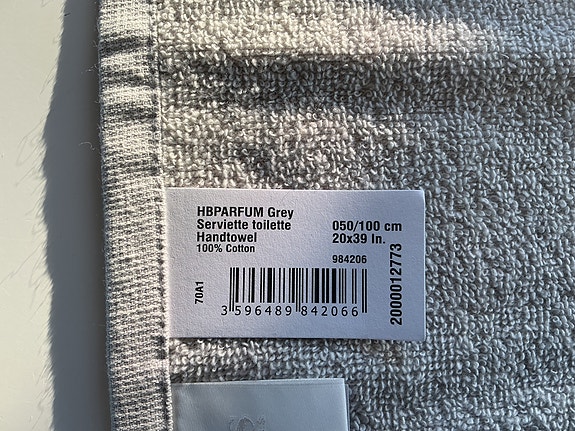 HBPARFUM Grey
Serviette toilette 050/100 cm
Handtowel 20x39 In.
100% Cotton
984206
70A1
3 596489 842066
2000012773